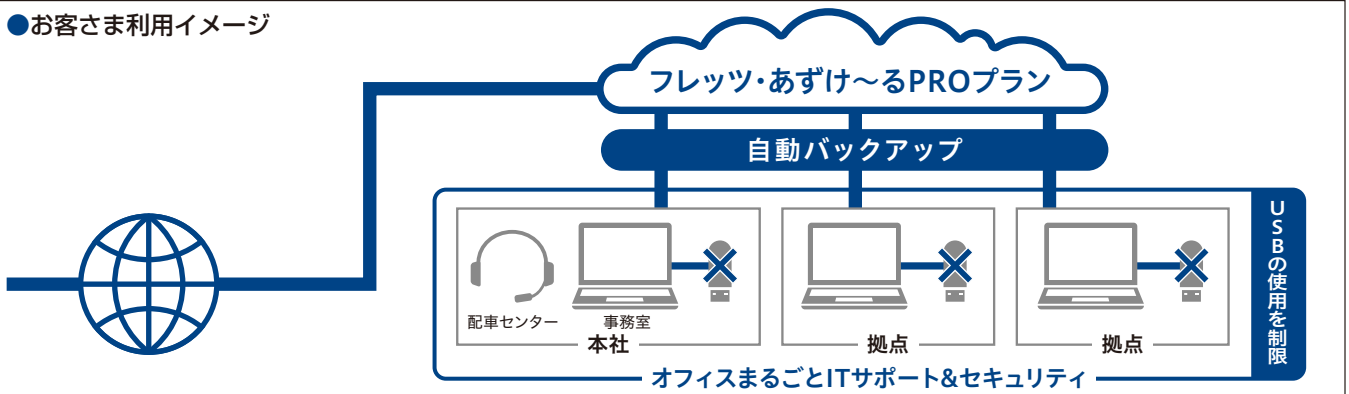 ●お客さま利用イメージ
フレッツ・あずけ～るPROプラン
自動バックアップ
配車センター
事務室
本社
拠点
拠点
USBの使用を制限
オフィスまるごとITサポート&セキュリティ